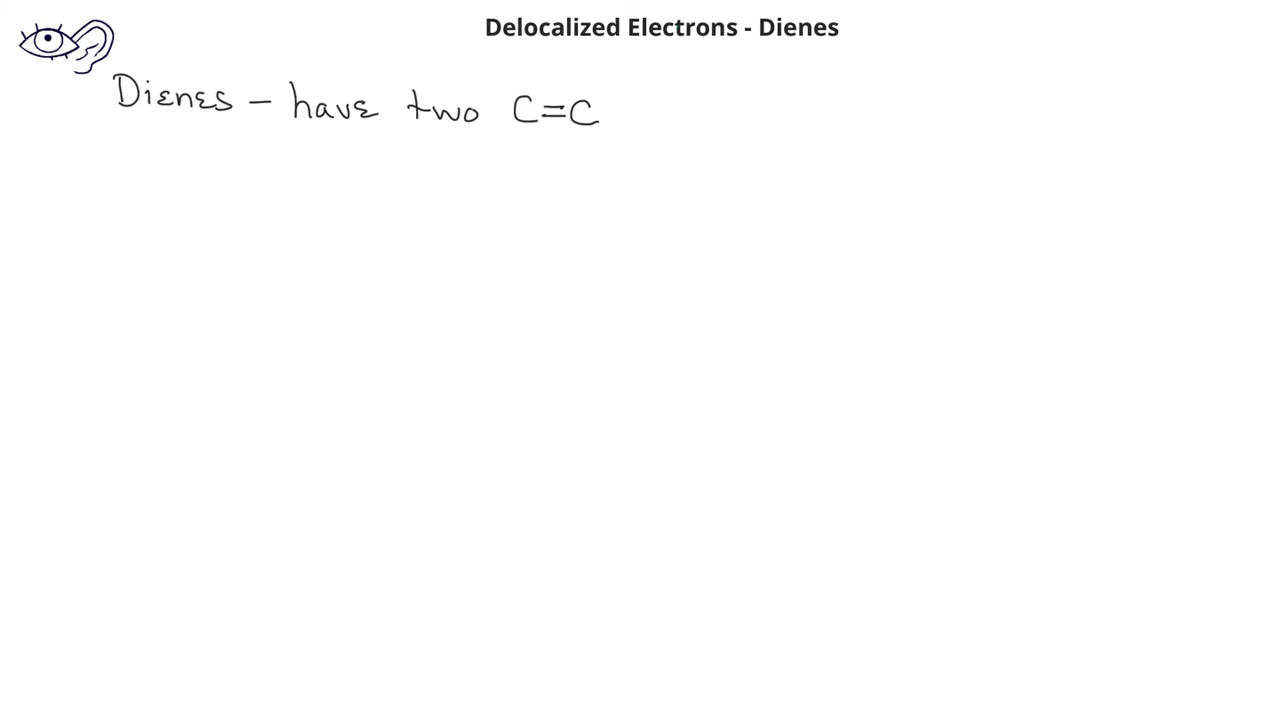 Delocalized Electrons - Dienes
Dienes – have two C=C